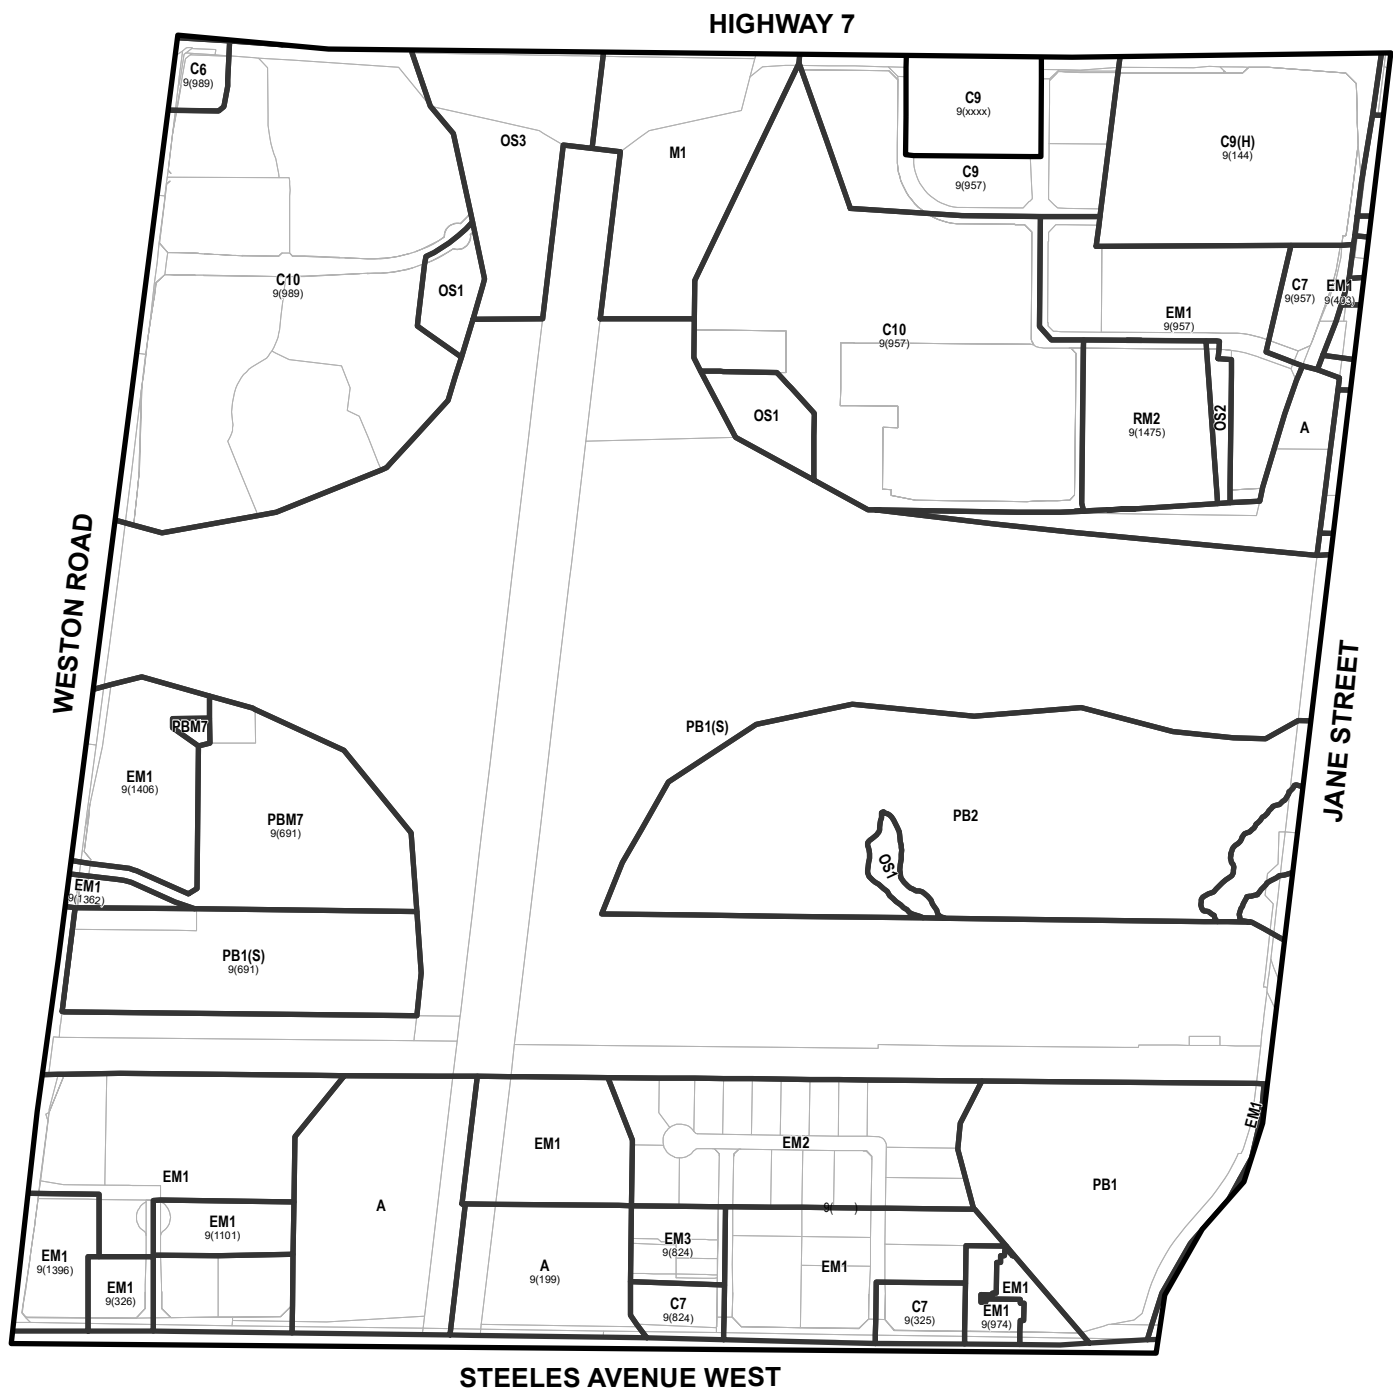 HIGHWAY 7
C6
9(989)
OS3
M1
C9
9(xxxx)
C9
9(957)
C9(H)
9(144)
C10
9(989)
OS1
C10
9(957)
EM1
9(957)
C7
9(957)
EM1
9(403)
OS1
RM2
9(1475)
OS2
A
WESTON ROAD
JANE STREET
PBM7
EM1
9(1406)
PBM7
9(691)
PB1(S)
PB2
OS1
EM1
9(1362)
PB1(S)
9(691)
EM1
EM1
EM2
EM1
PB1
A
EM1
9(1101)
EM1
9(1396)
EM1
9(326)
A
9(199)
EM3
9(824)
C7
9(824)
EM1
C7
9(325)
EM1
EM1
9(974)
STEELES AVENUE WEST